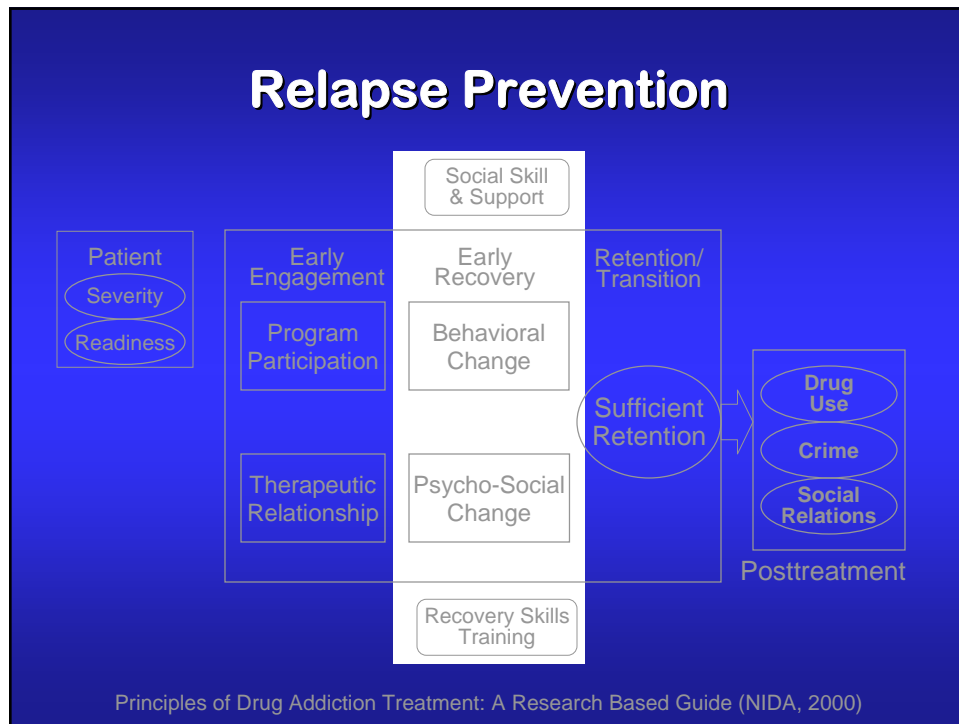 Relapse Prevention
Social Skill
& Support
Patient
Severity
Readiness
Early
Engagement
Program
Participation
Therapeutic
Relationship
Early
Recovery
Behavioral
Change
Psycho-Social
Change
Retention/
Transition
Sufficient
Retention
Drug
Use
Crime
Social
Relations
Posttreatment
Recovery Skills
Training
Principles of Drug Addiction Treatment: A Research Based Guide (NIDA, 2000)